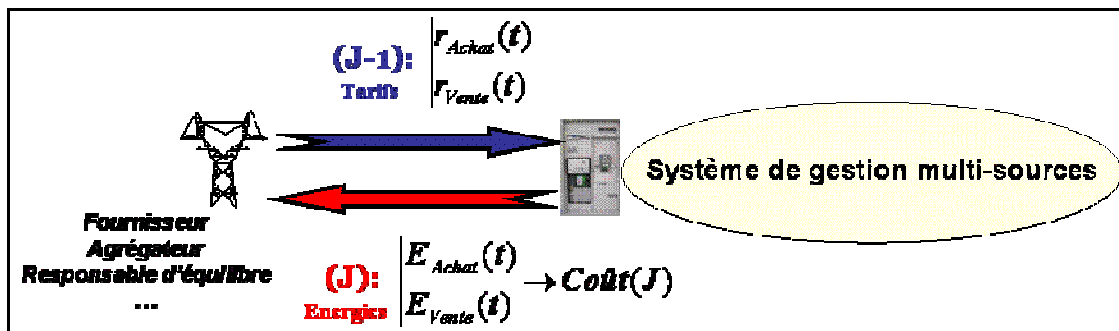 (J-1):
Tarifs
r_Achat(t)
r_Vente(t)
Système de gestion multi-sources
Fournisseur
Agrégateur
Responsable d'équilibre
...
(J):
Energies
E_Achat(t)
E_Vente(t)
→ Coût(J)